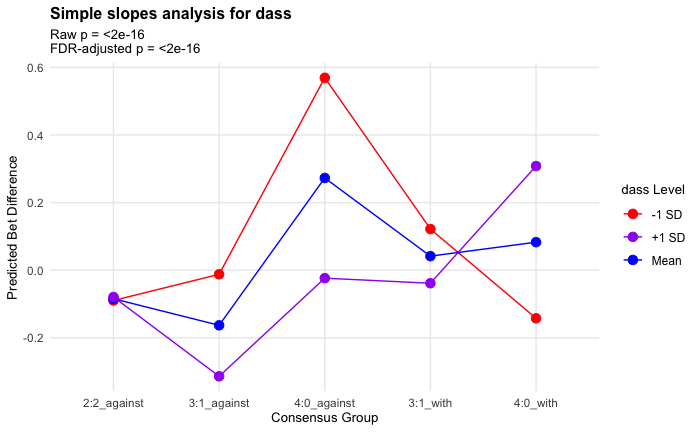 Simple slopes analysis for dass
Raw p = <2e-16
FDR-adjusted p = <2e-16
0.6
0.4
0.2
0.0
-0.2
Predicted Bet Difference
2:2_against
3:1_against
4:0_against
3:1_with
4:0_with
Consensus Group
dass Level
-1 SD
+1 SD
Mean